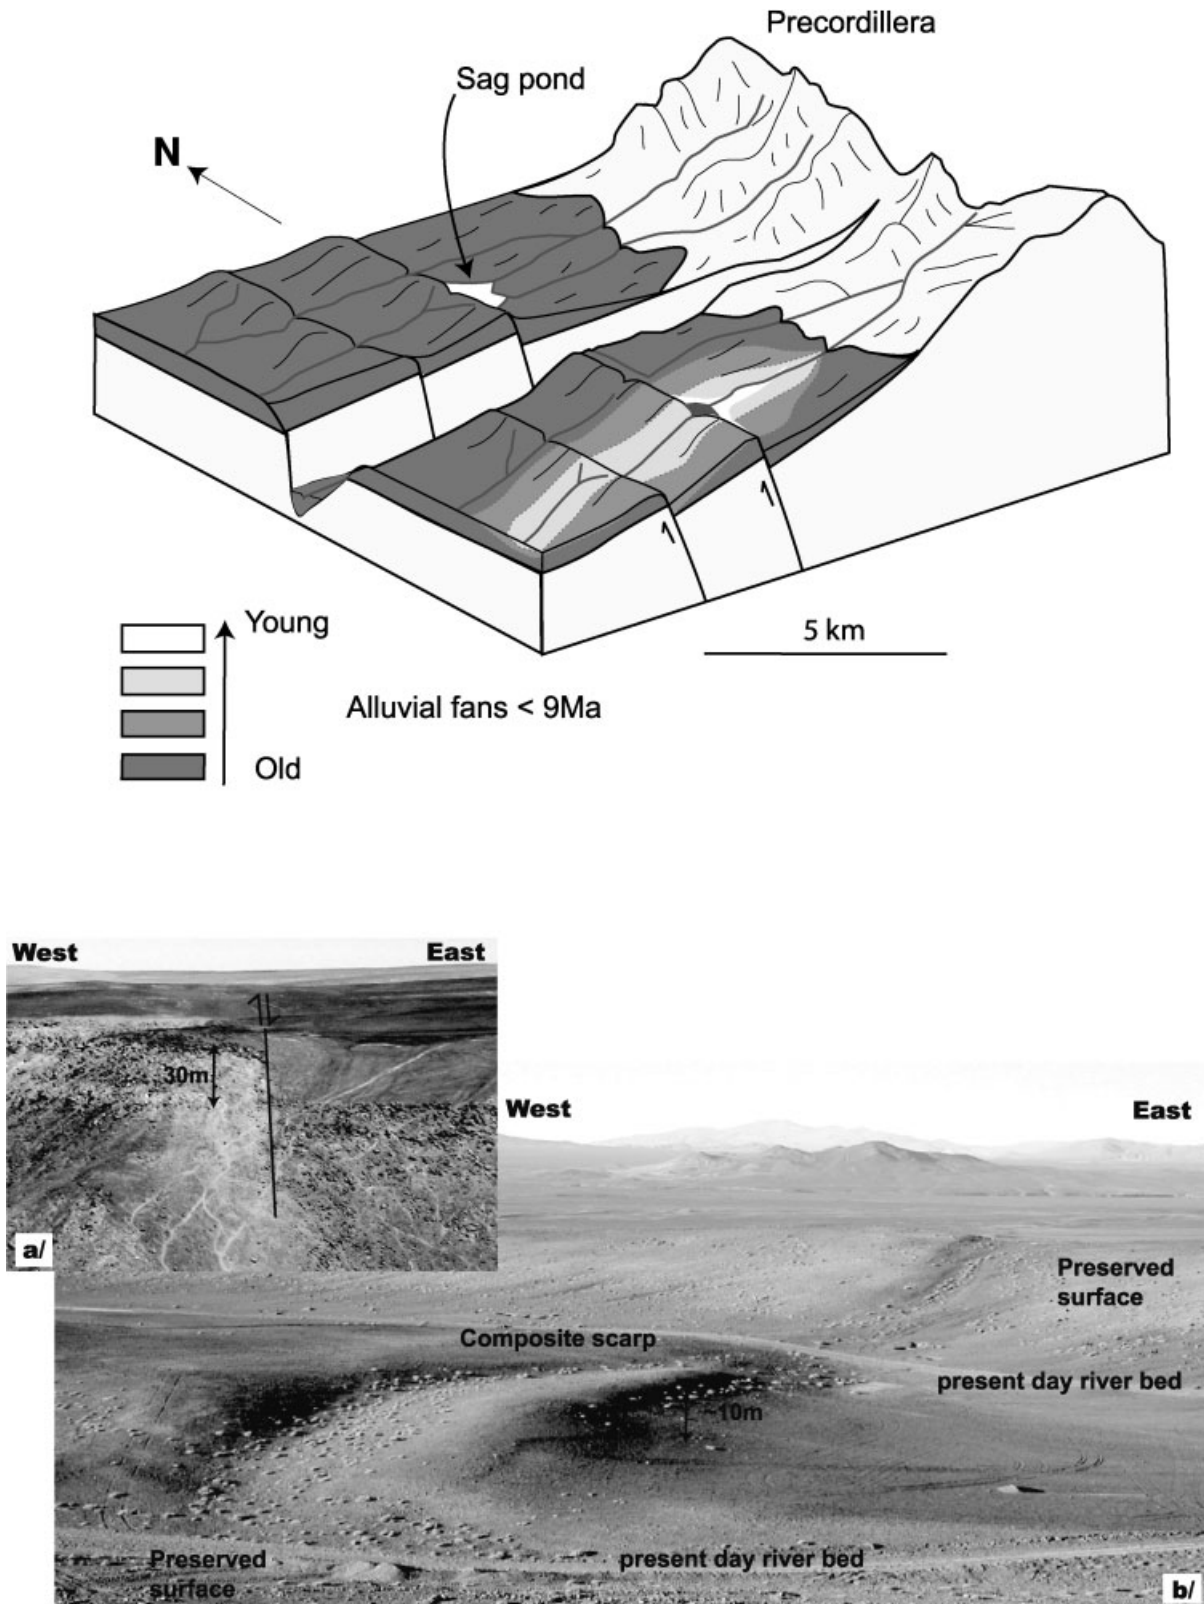 Precordillera
Sag pond
N
Young
5 km
Alluvial fans < 9Ma
Old
West
East
30m
a/
West
East
Preserved
surface
Composite scarp
present day river bed
~10m
Preserved
surface
present day river bed
b/